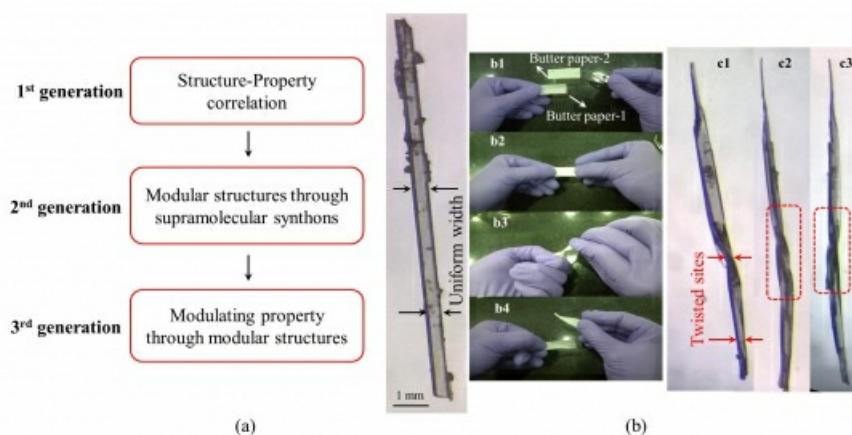 1st generation
Structure-Property
correlation
2nd generation
Modular structures through
supramolecular synthons
3rd generation
Modulating property
through modular structures
(a)
Uniform width
1 mm
b1
Butter paper-2
Butter paper-1
b2
b3
b4
c1
c2
c3
Twisted sites
(b)